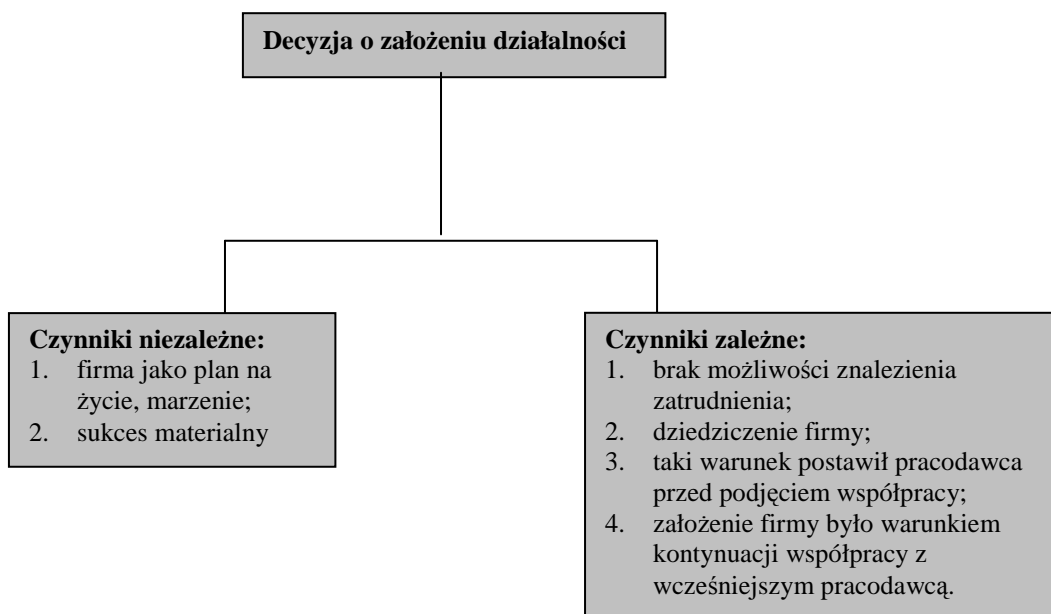 Decyzja o założeniu działalności
Czynniki niezależne:
1. firma jako plan na
życie, marzenie;
2. sukces materialny
Czynniki zależne:
1. brak możliwości znalezienia
zatrudnienia;
2. dziedziczenie firmy;
3. taki warunek postawił pracodawca
przed podjęciem współpracy;
4. założenie firmy było warunkiem
kontynuacji współpracy z
wcześniejszym pracodawcą.